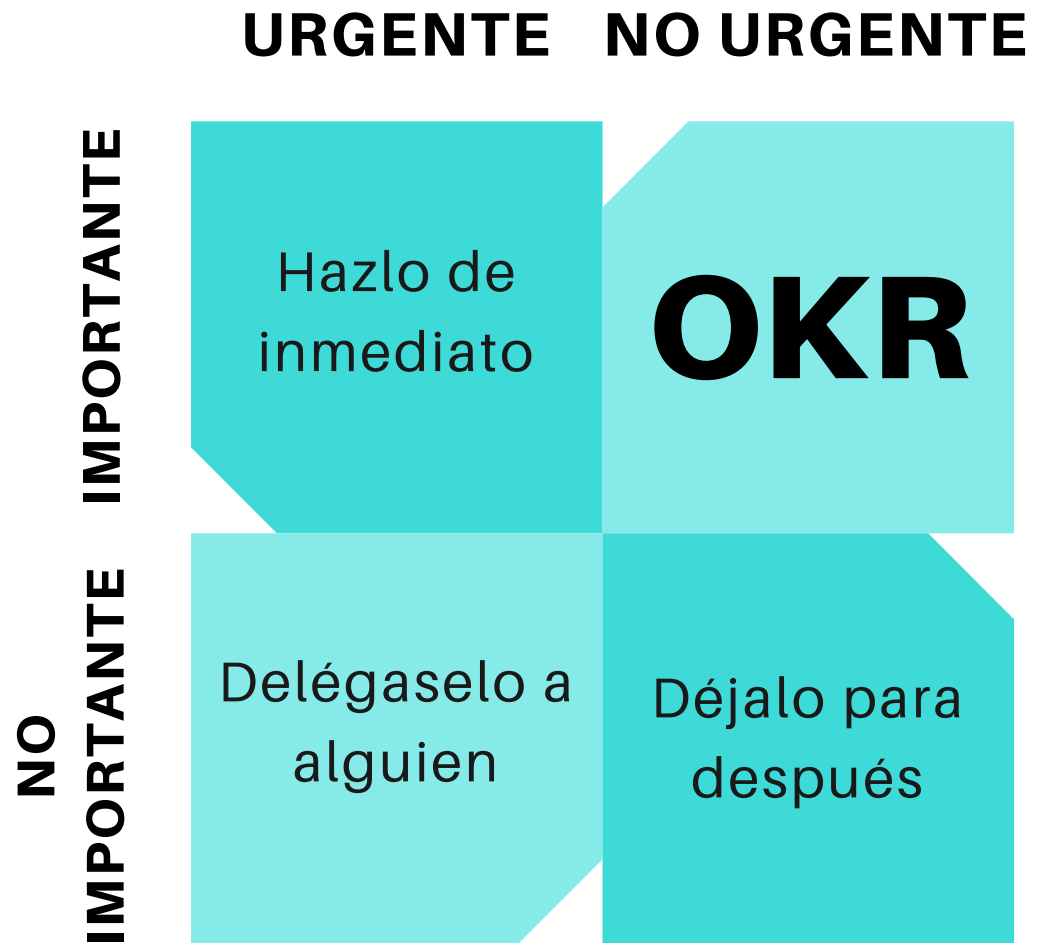 URGENTE
NO URGENTE
IMPORTANTE
Hazlo de
inmediato
OKR
NO
IMPORTANTE
Delégaselo a
alguien
Déjalo para
después